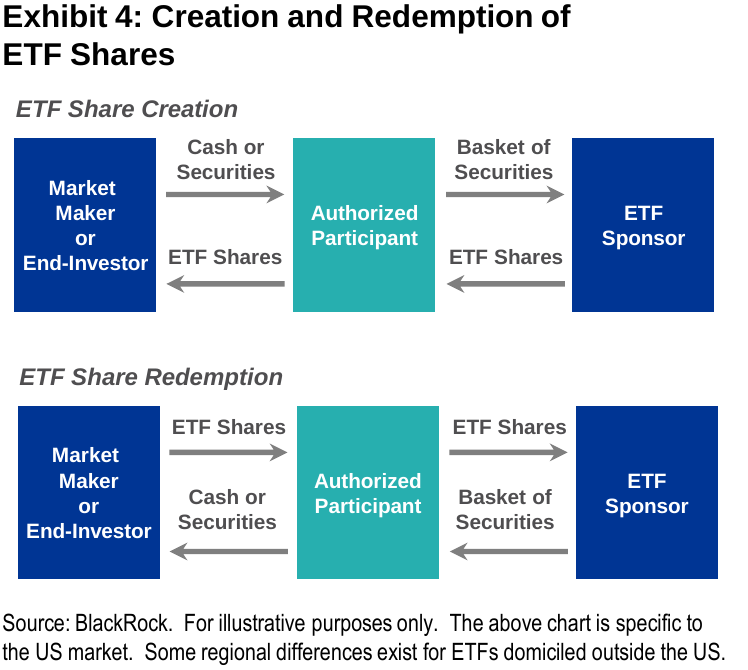 Exhibit 4: Creation and Redemption of
ETF Shares
ETF Share Creation
Market
Maker
or
End-Investor
Cash or
Securities
ETF Shares
Authorized
Participant
Basket of
Securities
ETF Shares
ETF
Sponsor
ETF Share Redemption
Market
Maker
or
End-Investor
ETF Shares
Cash or
Securities
Authorized
Participant
ETF Shares
Basket of
Securities
ETF
Sponsor
Source: BlackRock.  For illustrative purposes only.  The above chart is specific to
the US market.  Some regional differences exist for ETFs domiciled outside the US.